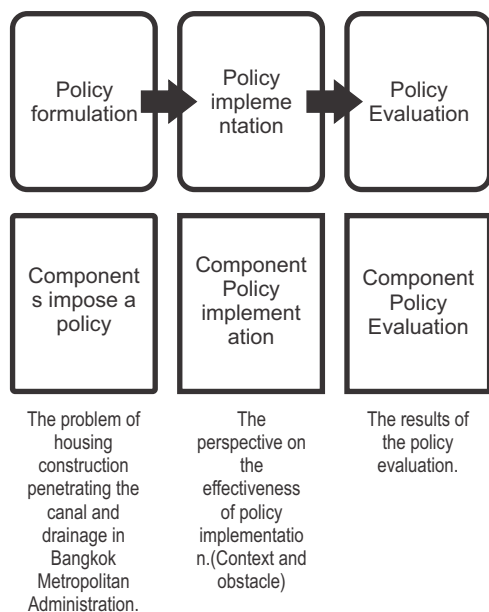 Policy
formulation
Policy
impleme
ntation
Policy
Evaluation
Component
s impose a
policy
Component
Policy
implement
ation
Component
Policy
Evaluation
The problem of
housing
construction
penetrating the
canal and
drainage in
Bangkok
Metropolitan
Administration.
The
perspective on
the
effectiveness
of policy
implementatio
n.(Context and
obstacle)
The results of
the policy
evaluation.